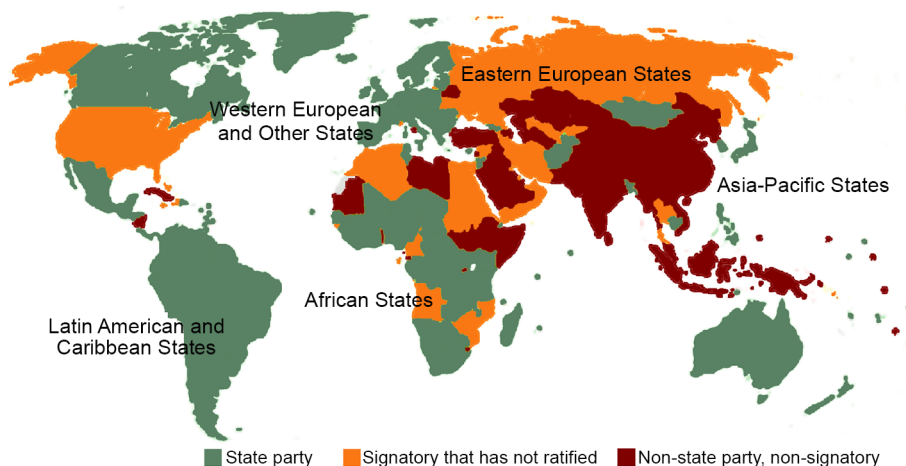 Eastern European States
Western European
and Other States
Asia-Pacific States
African States
Latin American and
Caribbean States
State party
Signatory that has not ratified
Non-state party, non-signatory